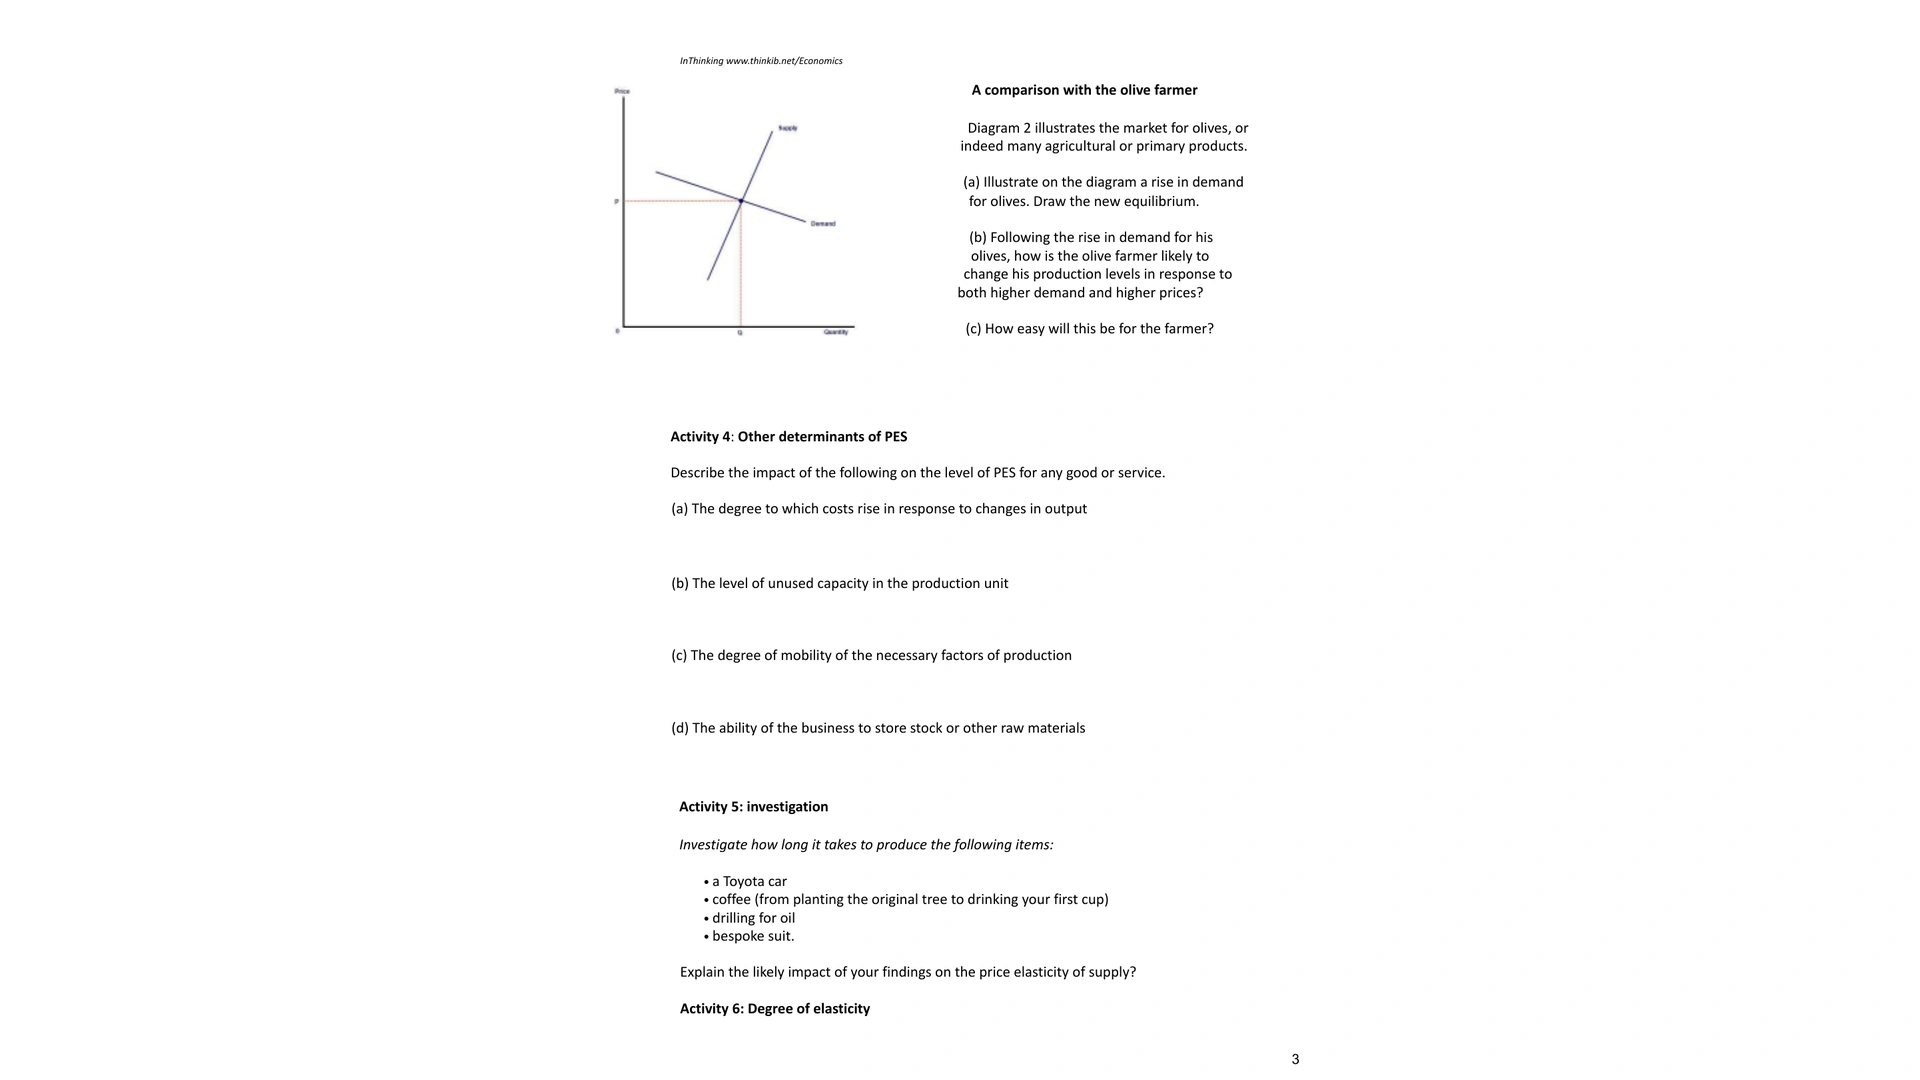 InThinking www.thinkib.net/Economics
Price
Supply
P
Demand
0
Q
Quantity
A comparison with the olive farmer
Diagram 2 illustrates the market for olives, or
indeed many agricultural or primary products.
(a) Illustrate on the diagram a rise in demand
for olives. Draw the new equilibrium.
(b) Following the rise in demand for his
olives, how is the olive farmer likely to
change his production levels in response to
both higher demand and higher prices?
(c) How easy will this be for the farmer?
Activity 4: Other determinants of PES
Describe the impact of the following on the level of PES for any good or service.
(a) The degree to which costs rise in response to changes in output
(b) The level of unused capacity in the production unit
(c) The degree of mobility of the necessary factors of production
(d) The ability of the business to store stock or other raw materials
Activity 5: investigation
Investigate how long it takes to produce the following items:
• a Toyota car
• coffee (from planting the original tree to drinking your first cup)
• drilling for oil
• bespoke suit.
Explain the likely impact of your findings on the price elasticity of supply?
Activity 6: Degree of elasticity
3